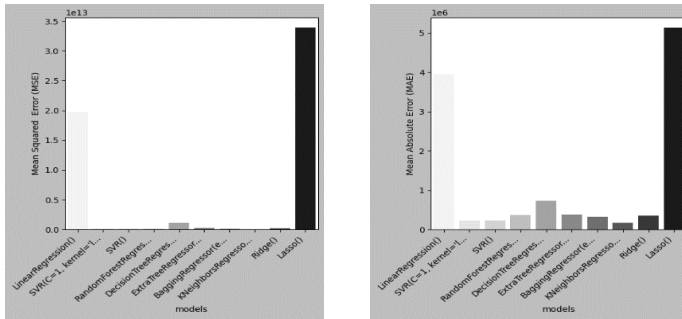 1e13
Mean Squared Error (MSE)
3.5
3.0
2.5
2.0
1.5
1.0
0.5
0.0
LinearRegression()
SVR(C=1, kernel='l...
SVR()
RandomForestRegres...
DecisionTreeRegres...
ExtraTreeRegressor...
BaggingRegressor(e...
KNeighborsRegresso...
Ridge()
Lasso()
models
1e6
Mean Absolute Error (MAE)
5
4
3
2
1
0
LinearRegression()
SVR(C=1, kernel='l...
SVR()
RandomForestRegres...
DecisionTreeRegres...
ExtraTreeRegressor...
BaggingRegressor(e...
KNeighborsRegresso...
Ridge()
Lasso()
models